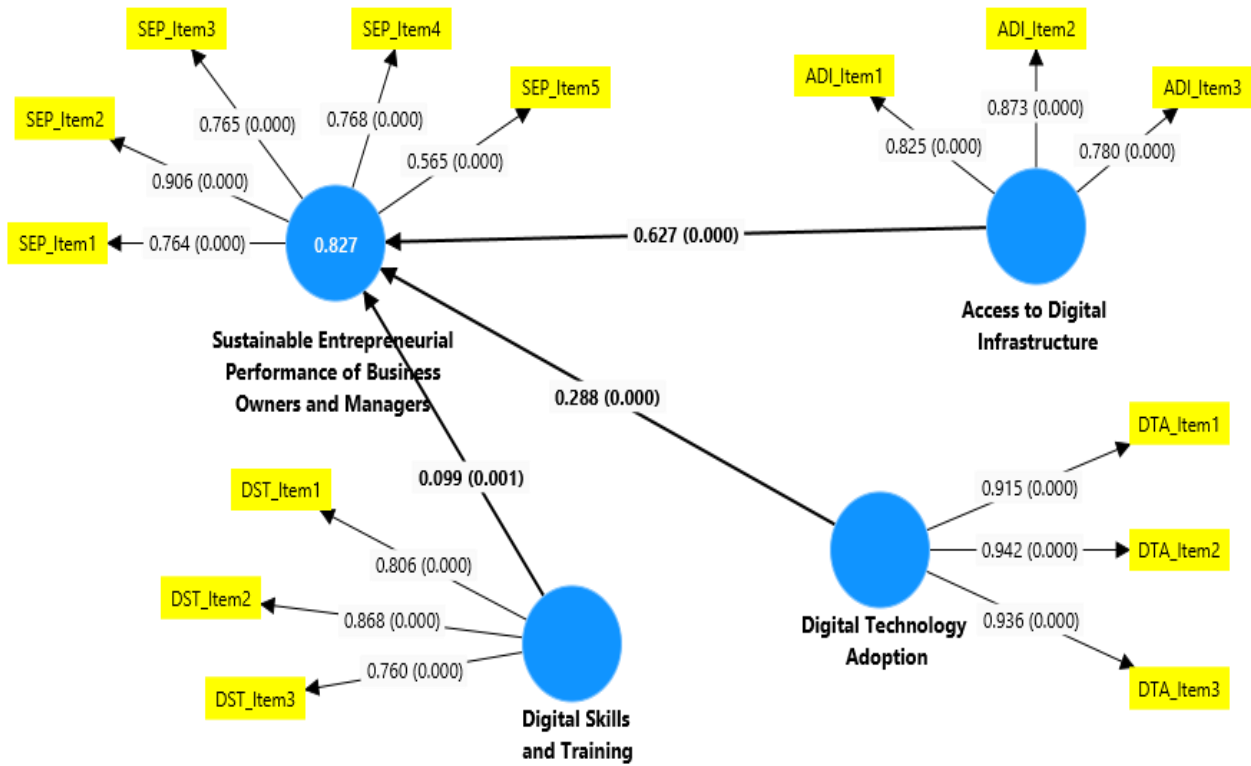 SEP_Item3
SEP_Item4
SEP_Item5
SEP_Item2
SEP_Item1
0.765 (0.000)
0.768 (0.000)
0.565 (0.000)
0.906 (0.000)
0.764 (0.000)
0.827
Sustainable Entrepreneurial
Performance of Business
Owners and Managers
ADI_Item1
ADI_Item2
ADI_Item3
0.825 (0.000)
0.873 (0.000)
0.780 (0.000)
0.627 (0.000)
Access to Digital
Infrastructure
0.288 (0.000)
0.099 (0.001)
DST_Item1
DST_Item2
DST_Item3
0.806 (0.000)
0.868 (0.000)
0.760 (0.000)
Digital Skills
and Training
DTA_Item1
DTA_Item2
DTA_Item3
0.915 (0.000)
0.942 (0.000)
0.936 (0.000)
Digital Technology
Adoption